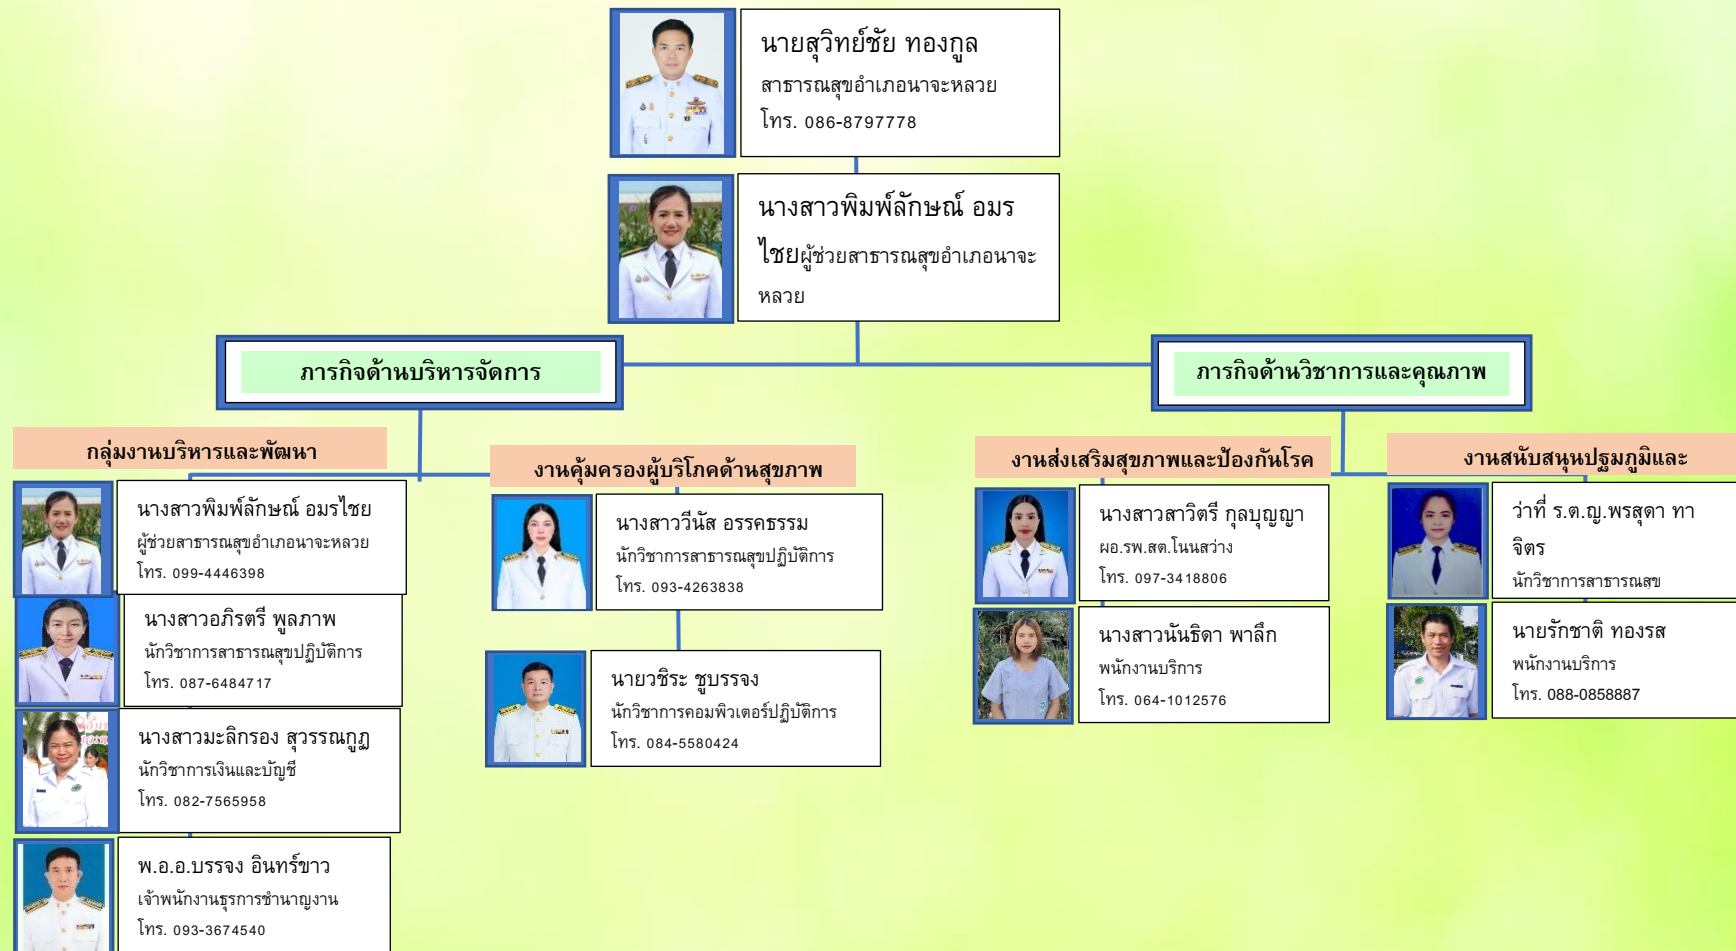 นายสุวิทย์ชัย ทองกูล
สาธารณสุขอำเภอนาจะหลวย
โทร. 086-8797778
นางสาวพิมพ์ลักษณ์ อมร
ไชยผู้ช่วยสาธารณสุขอำเภอนาจะ
หลวย
ภารกิจด้านบริหารจัดการ
ภารกิจด้านวิชาการและคุณภาพ
กลุ่มงานบริหารและพัฒนา
นางสาวพิมพ์ลักษณ์ อมรไชย
ผู้ช่วยสาธารณสุขอำเภอนาจะหลวย
โทร. 099-4446398
นางสาวอภิรตรี พูลภาพ
นักวิชาการสาธารณสุขปฏิบัติการ
โทร. 087-6484717
นางสาวมะลิกรอง สุวรรณกูฏ
นักวิชาการเงินและบัญชี
โทร. 082-7565958
พ.อ.อ.บรรจง อินทร์ขาว
เจ้าพนักงานธุรการชำนาญงาน
โทร. 093-3674540
งานคุ้มครองผู้บริโภคด้านสุขภาพ
นางสาววีนัส อรรคธรรม
นักวิชาการสาธารณสุขปฏิบัติการ
โทร. 093-4263838
นายวชิระ ชูบรรจง
นักวิชาการคอมพิวเตอร์ปฏิบัติการ
โทร. 084-5580424
งานส่งเสริมสุขภาพและป้องกันโรค
นางสาวสาวิตรี กุลบุญญา
ผอ.รพ.สต.โนนสว่าง
โทร. 097-3418806
นางสาวนันธิดา พาลึก
พนักงานบริการ
โทร. 064-1012576
งานสนับสนุนปฐมภูมิและ
ว่าที่ ร.ต.ญ.พรสุดา ทา
จิตร
นักวิชาการสาธารณสุข
นายรักชาติ ทองรส
พนักงานบริการ
โทร. 088-0858887